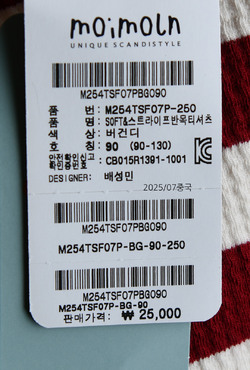 moimoln
UNIQUE SCANDISTYLE
M254TSF07PBG090
품 번: M254TSF07P-250
품 명: SOFT&스트라이프반목티셔츠
색 상: 버건디
호 칭: 90 (90-130)
안전확인신고
확인증번호: CB015R1391-1001
DESIGNER: 배성민
2025/07중국
M254TSF07PBG090
M254TSF07P-BG-90-250
M254TSF07PBG090
M254TSF07P-BG-90
판매가격: ₩ 25,000